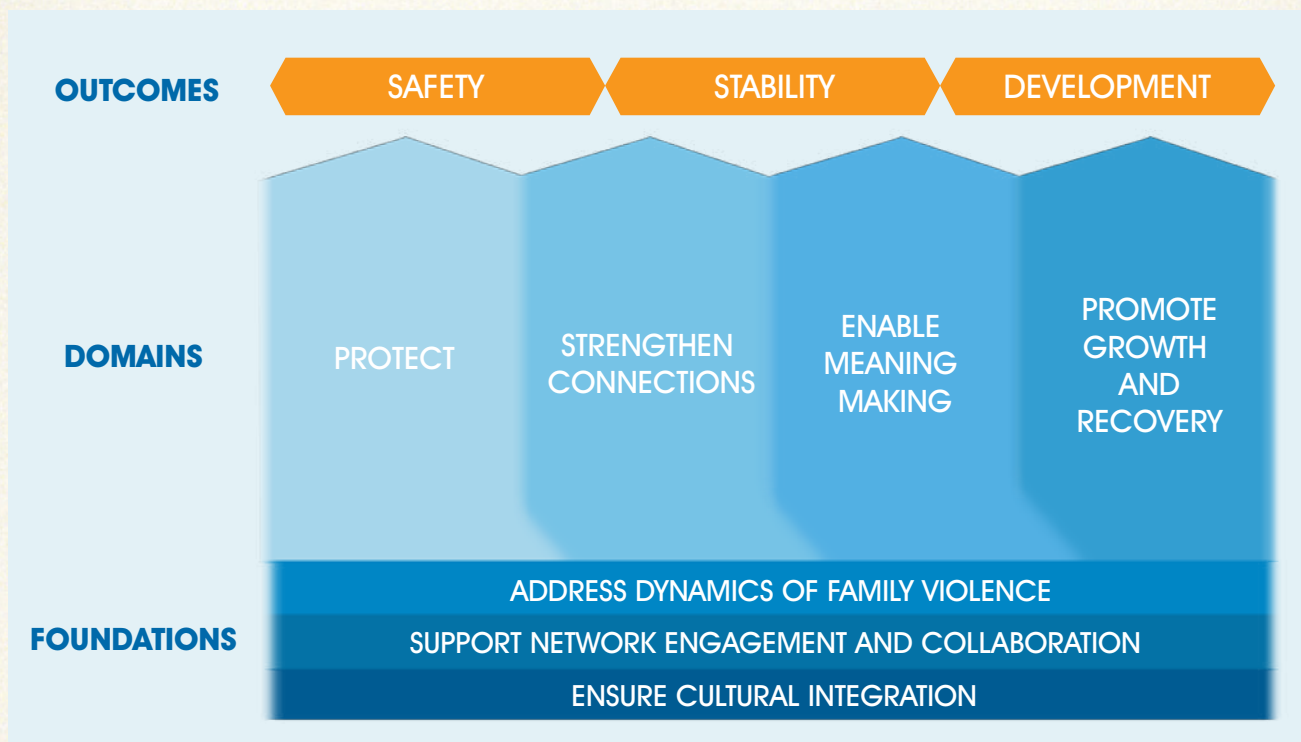 OUTCOMES
SAFETY
STABILITY
DEVELOPMENT
DOMAINS
PROTECT
STRENGTHEN
CONNECTIONS
ENABLE
MEANING
MAKING
PROMOTE
GROWTH
AND
RECOVERY
FOUNDATIONS
ADDRESS DYNAMICS OF FAMILY VIOLENCE
SUPPORT NETWORK ENGAGEMENT AND COLLABORATION
ENSURE CULTURAL INTEGRATION